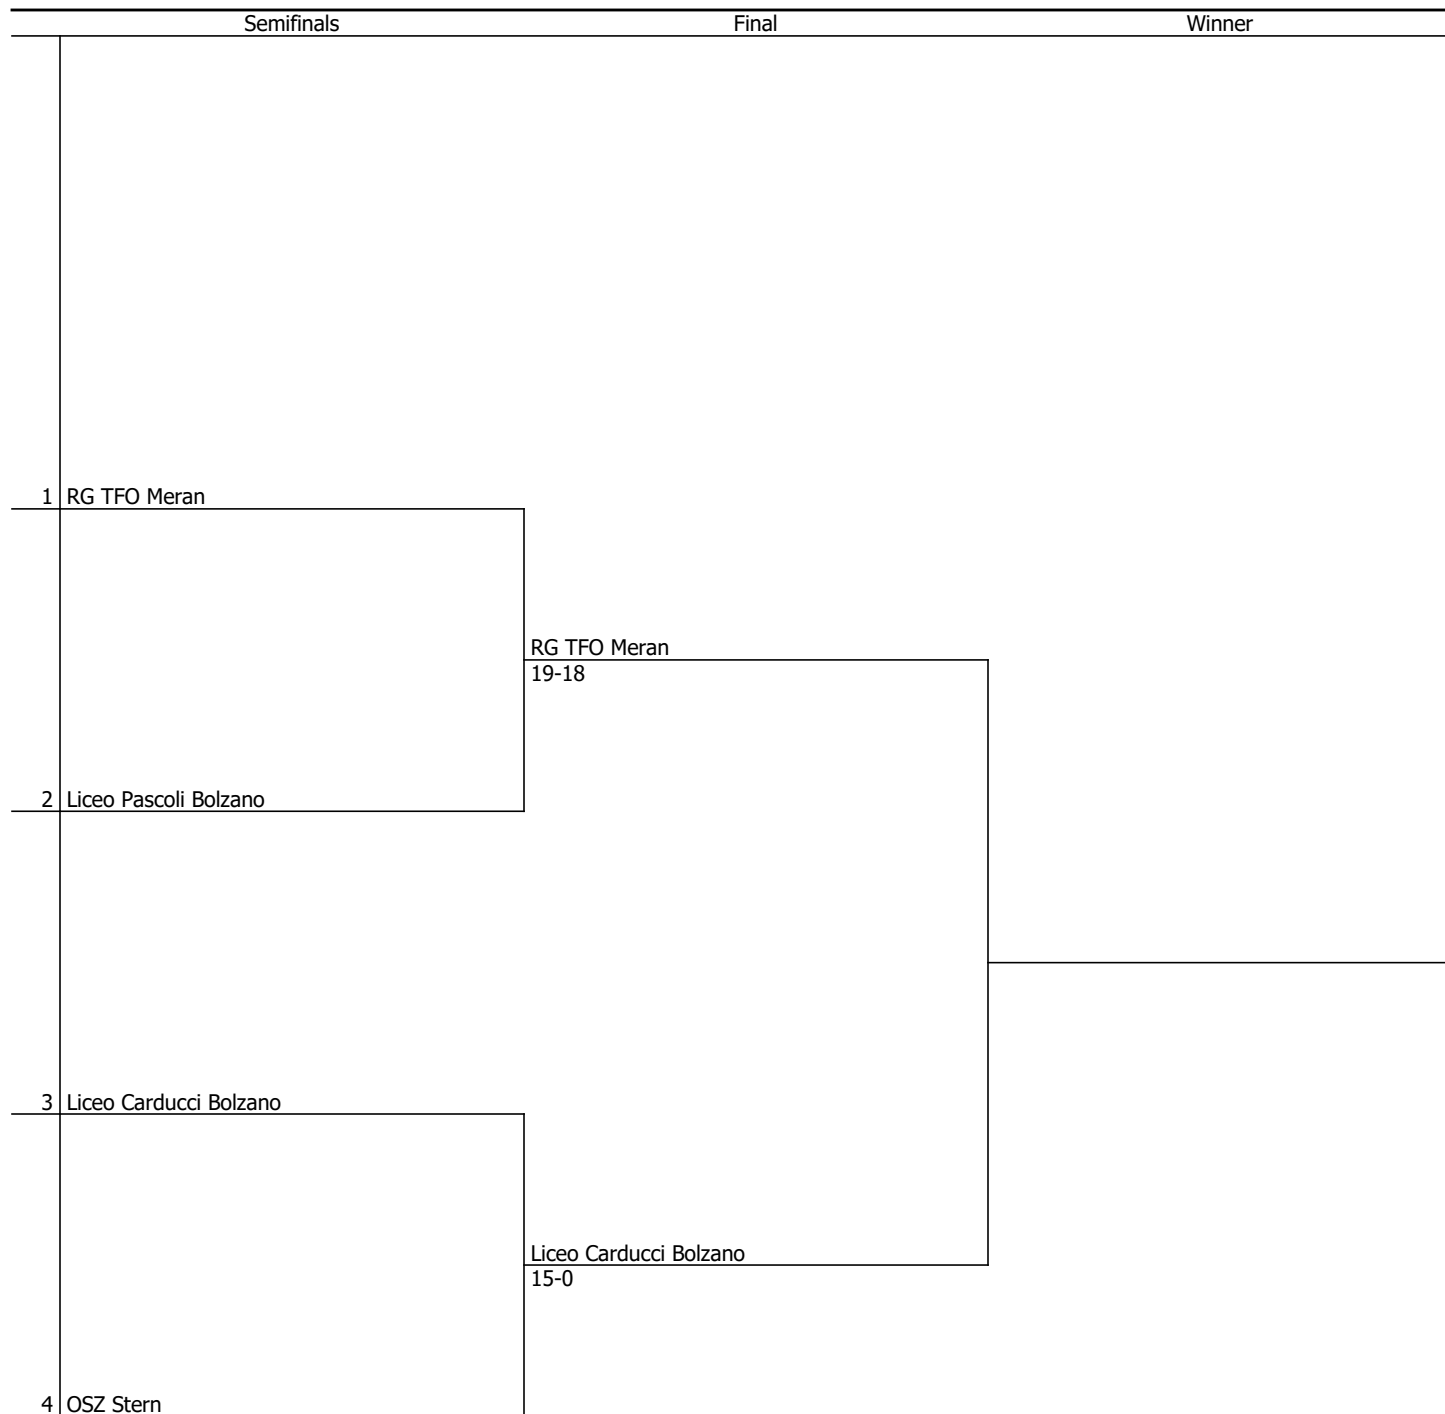 Semifinals Final Winner
1 RG TFO Meran
RG TFO Meran
19-18
2 Liceo Pascoli Bolzano
3 Liceo Carducci Bolzano
Liceo Carducci Bolzano
15-0
4 OSZ Stern